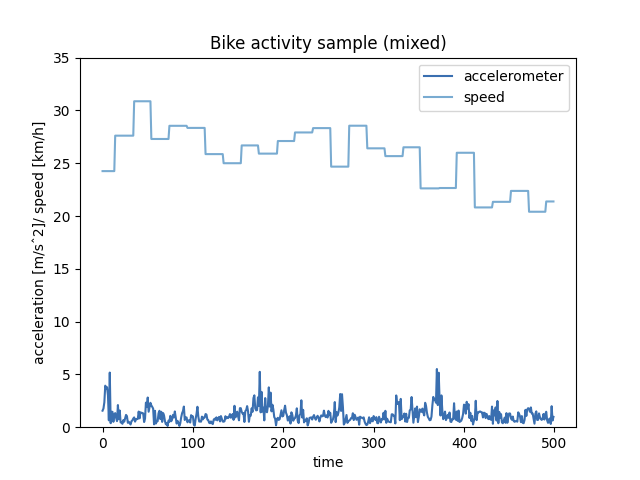 Bike activity sample (mixed)
accelerometer
speed
acceleration [m/sˆ2]/ speed [km/h]
35
30
25
20
15
10
5
0
0 100 200 300 400 500
time